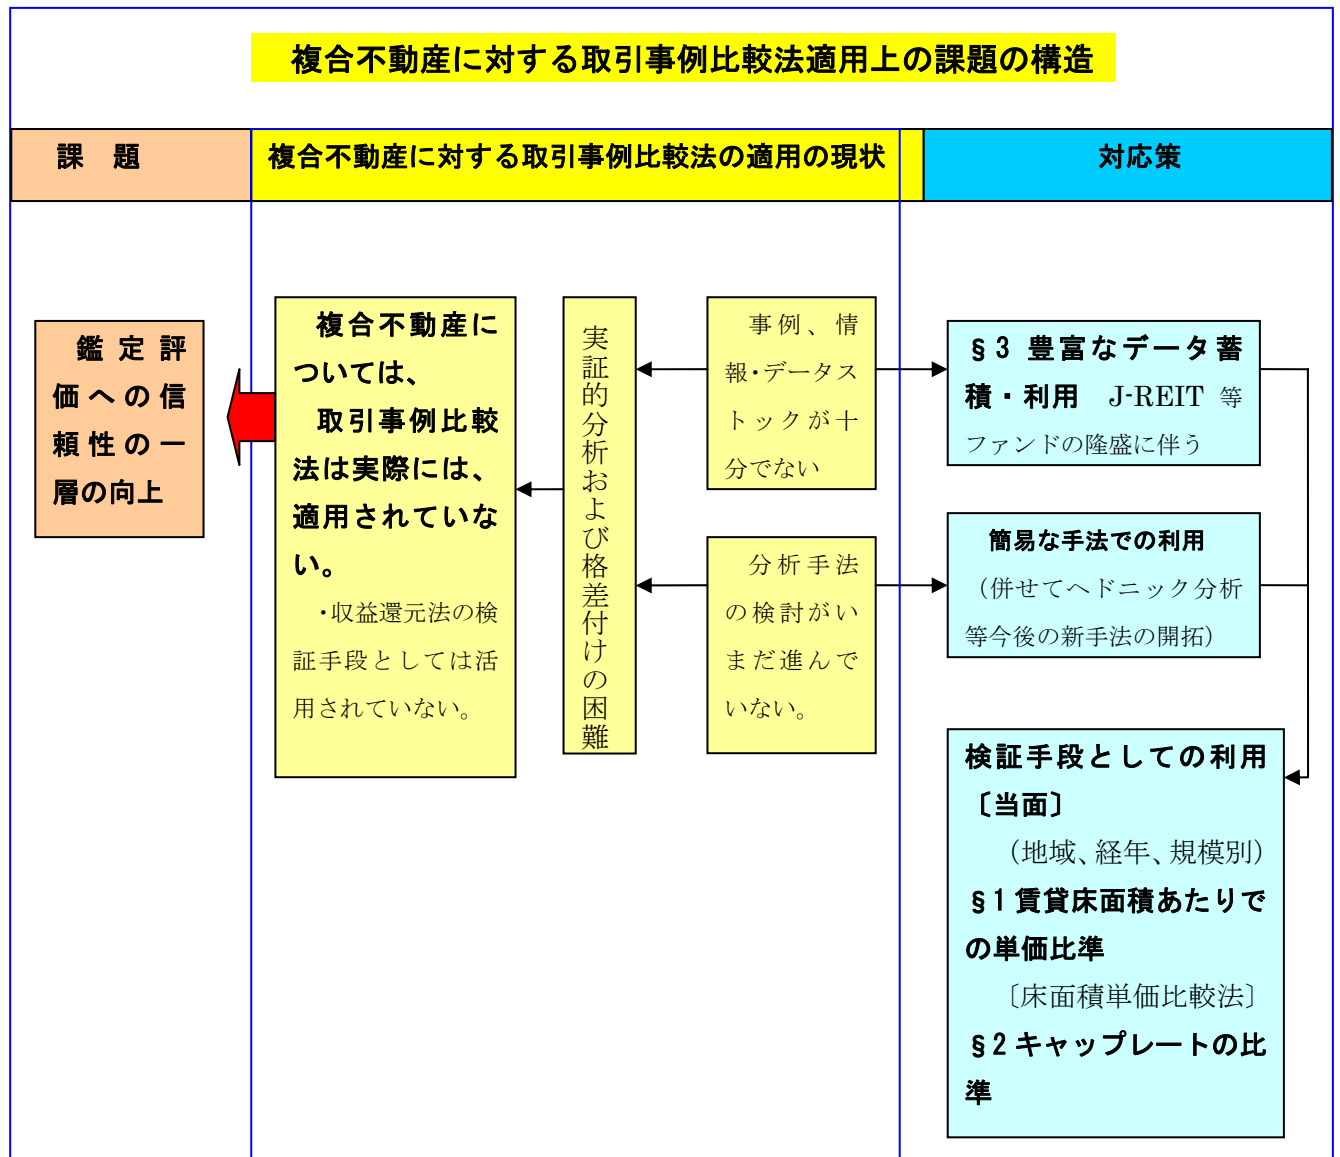 複合不動産に対する取引事例比較法適用上の課題の構造
課　題
複合不動産に対する取引事例比較法の適用の現状
対応策
鑑定評
価への信
頼性の一
層の向上
複合不動産に
ついては、
取引事例比較
法は実際には、
適用されていな
い。
・収益還元法の検
証手段としては活
用されていない。
実証的分析および格差付けの困難
事例、情
報・データス
トックが十
分でない
分析手法
の検討がい
まだ進んで
いない。
§3 豊富なデータ蓄
積・利用　J-REIT 等
ファンドの隆盛に伴う
簡易な手法での利用
（併せてヘドニック分析
等今後の新手法の開拓）
検証手段としての利用
〔当面〕
（地域、経年、規模別）
§1 賃貸床面積あたりで
の単価比準
〔床面積単価比較法〕
§2 キャップレートの比
準